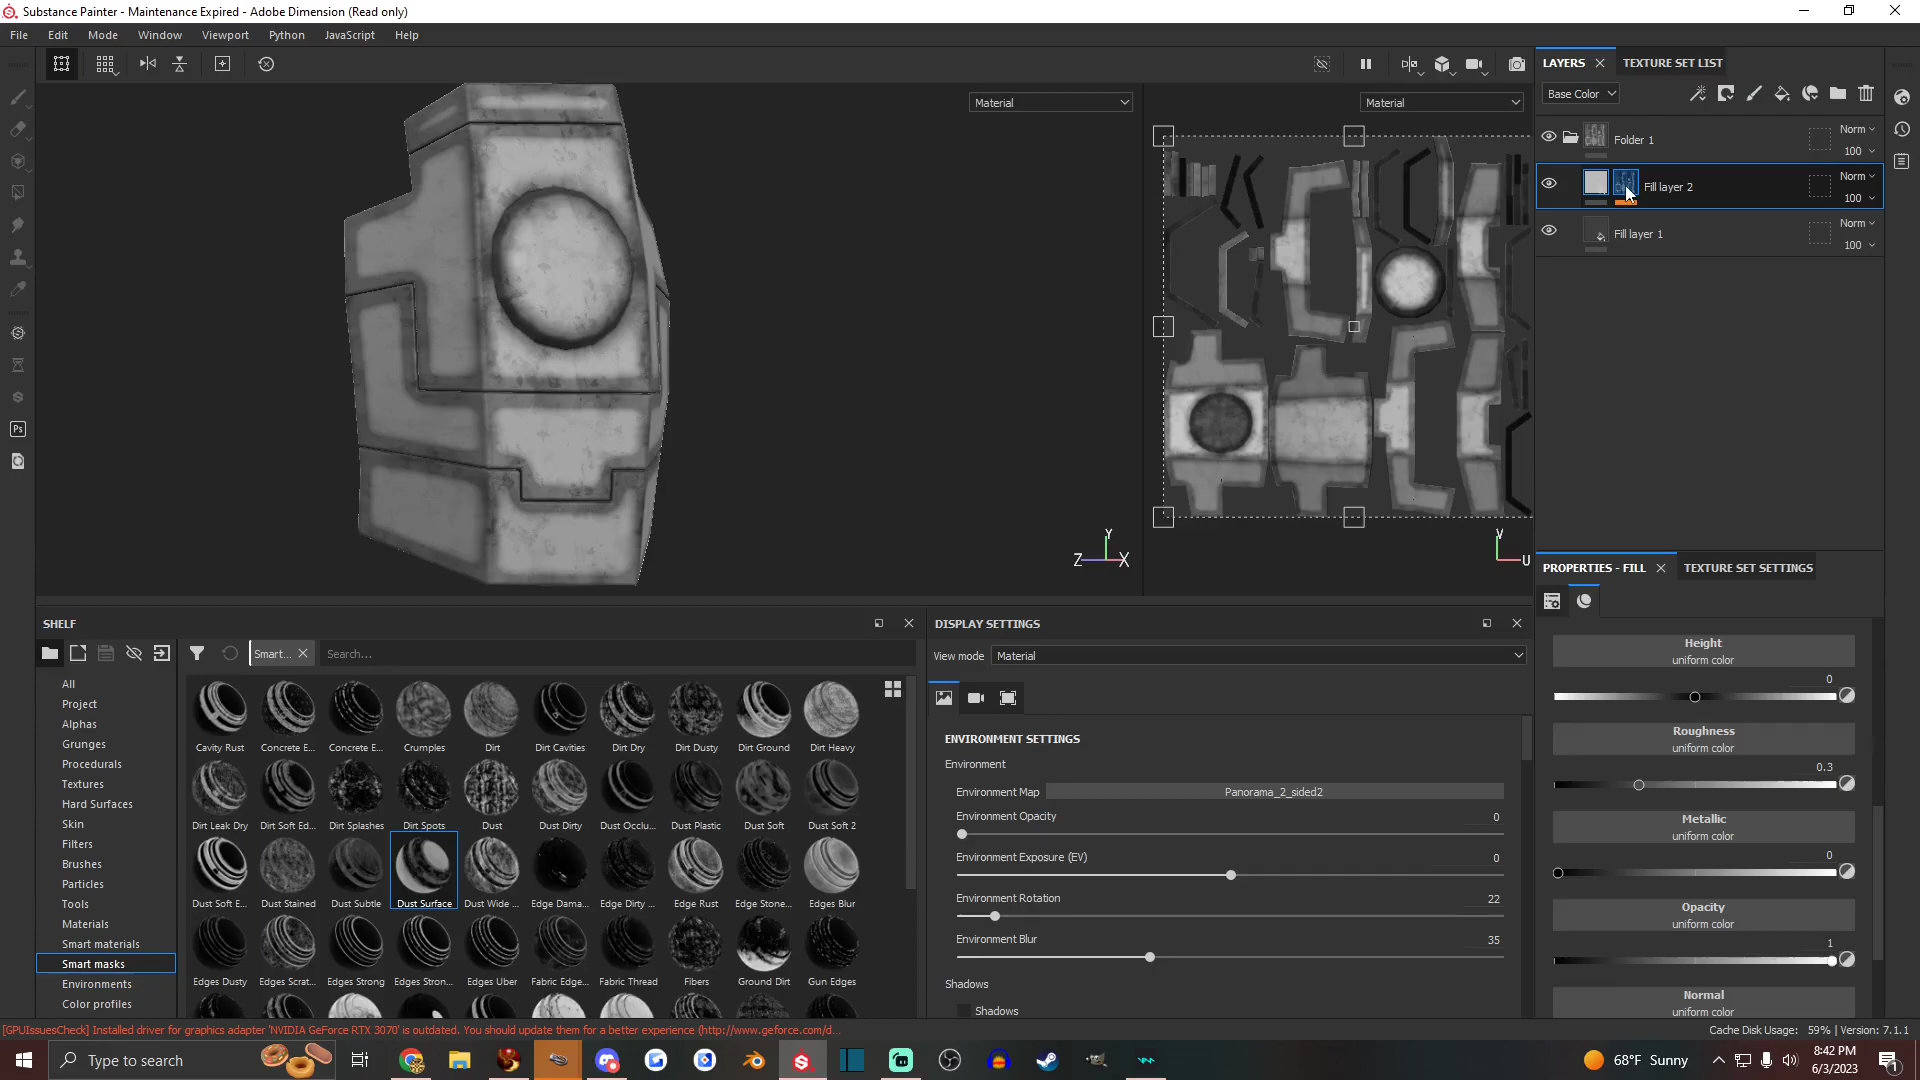 Substance Painter - Maintenance Expired - Adobe Dimension (Read only)
File Edit Mode Window Viewport Python JavaScript Help
LAYERS TEXTURE SET LIST
Material
Material
Base Color
Folder 1
Norm
100
Fill layer 2
Norm
100
Fill layer 1
Norm
100
Y
Z X
V
U
PROPERTIES - FILL TEXTURE SET SETTINGS
Height
uniform color
0
Roughness
uniform color
0.3
Metallic
uniform color
0
Opacity
uniform color
1
Normal
uniform color
SHELF
Smart...
Search...
All
Project
Alphas
Grunges
Procedurals
Textures
Hard Surfaces
Skin
Filters
Brushes
Particles
Tools
Materials
Smart materials
Smart masks
Environments
Color profiles
Cavity Rust Concrete E... Concrete E... Crumples Dirt Dirt Cavities Dirt Dry Dirt Dusty Dirt Ground Dirt Heavy
Dirt Leak Dry Dirt Soft Ed... Dirt Splashes Dirt Spots Dust Dust Dirty Dust Occlu... Dust Plastic Dust Soft Dust Soft 2
Dust Soft E... Dust Stained Dust Subtle Dust Surface Dust Wide ... Edge Dama... Edge Dirty ... Edge Rust Edge Stone... Edges Blur
Edges Dusty Edges Scrat... Edges Strong Edges Stron... Edges Uber Fabric Edge... Fabric Thread Fibers Ground Dirt Gun Edges
DISPLAY SETTINGS
View mode Material
ENVIRONMENT SETTINGS
Environment
Environment Map Panorama_2_sided2
Environment Opacity 0
Environment Exposure (EV) 0
Environment Rotation 22
Environment Blur 35
Shadows
Shadows
[GPUIssuesCheck] Installed driver for graphics adapter 'NVIDIA GeForce RTX 3070' is outdated. You should update them for a better experience (http://www.geforce.com/d...
Cache Disk Usage: 59% | Version: 7.1.1
Type to search
Ps
68°F Sunny
8:42 PM
6/3/2023
1